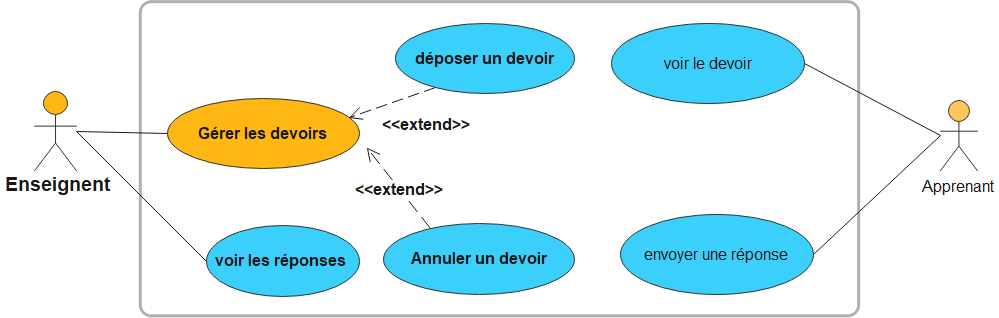 déposer un devoir
voir le devoir
<<extend>>
Gérer les devoirs
Enseignent
Apprenant
<<extend>>
voir les réponses
Annuler un devoir
envoyer une réponse